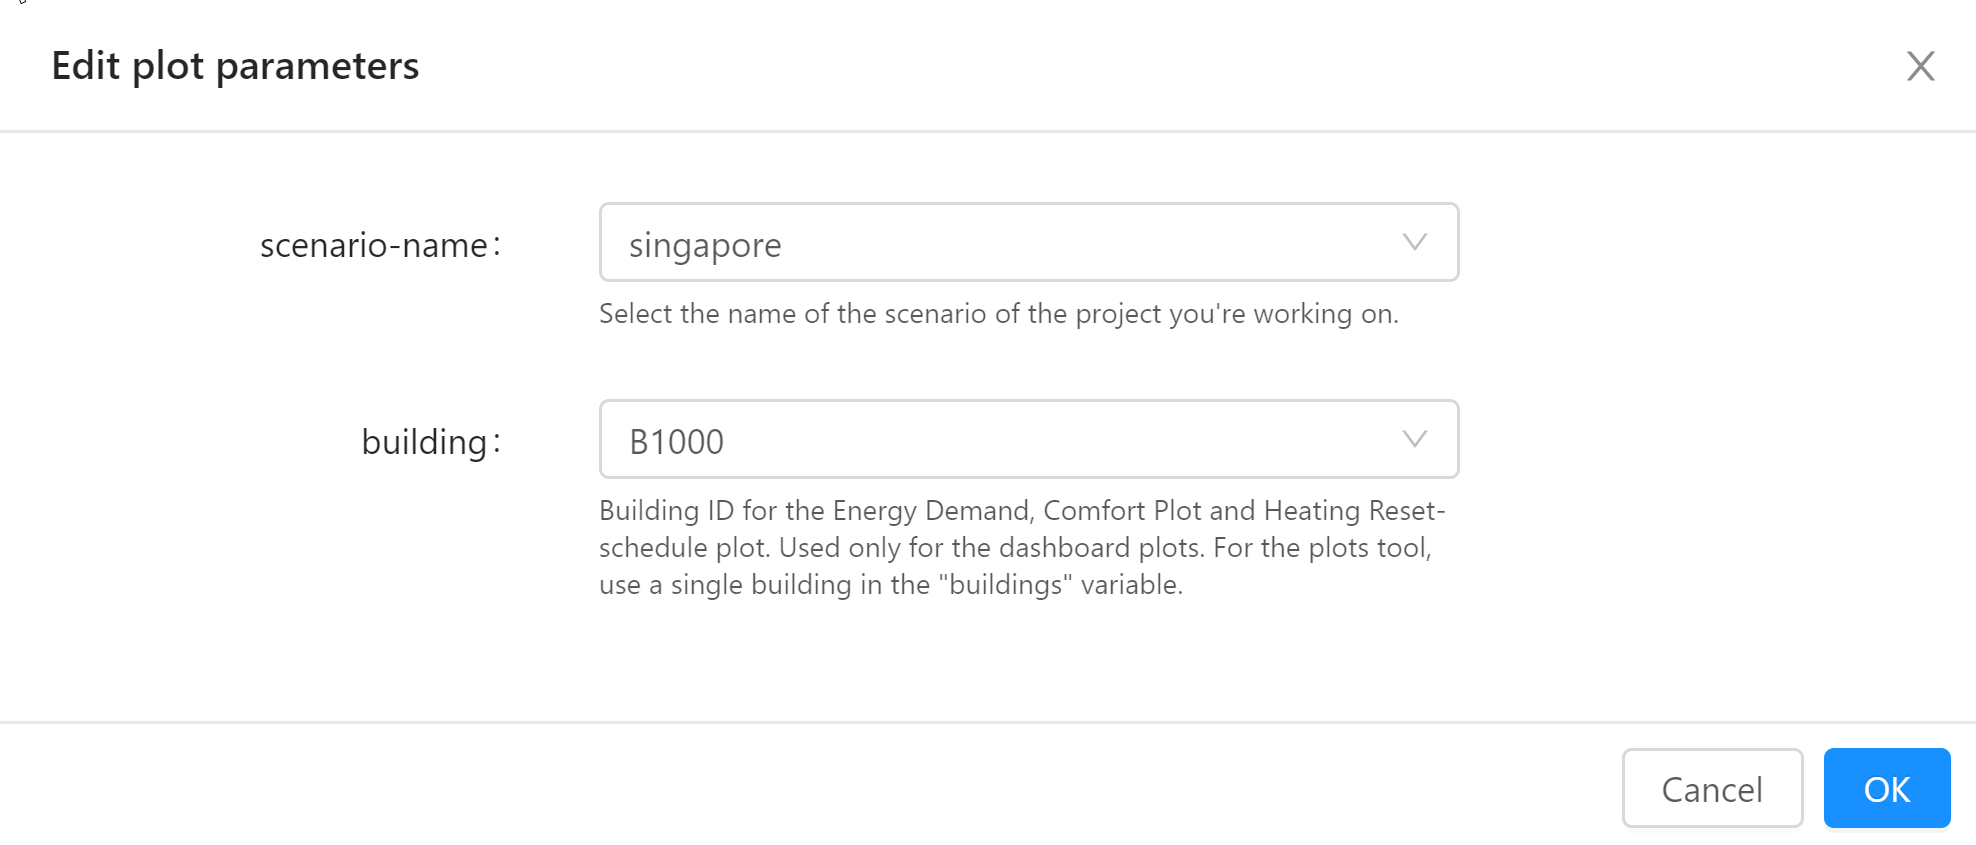 Edit plot parameters
scenario-name:
singapore
Select the name of the scenario of the project you're working on.
building:
B1000
Building ID for the Energy Demand, Comfort Plot and Heating Reset-
schedule plot. Used only for the dashboard plots. For the plots tool,
use a single building in the "buildings" variable.
Cancel
OK